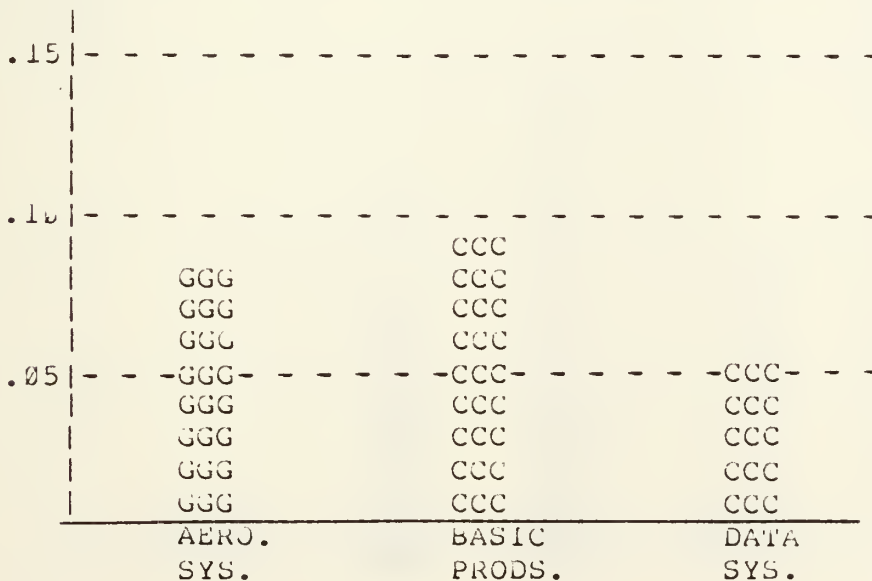 .15|- - - - - - - - - - - - - - - - -
.10|- - - - - - - - - - - - - - - - -
CCC
GGG CCC
GGG CCC
GGG CCC
.05|- - -GGG- - - - - -CCC- - - - - -CCC- -
GGG CCC CCC
GGG CCC CCC
GGG CCC CCC
GGG CCC CCC
AERO. BASIC DATA
SYS. PRODS. SYS.